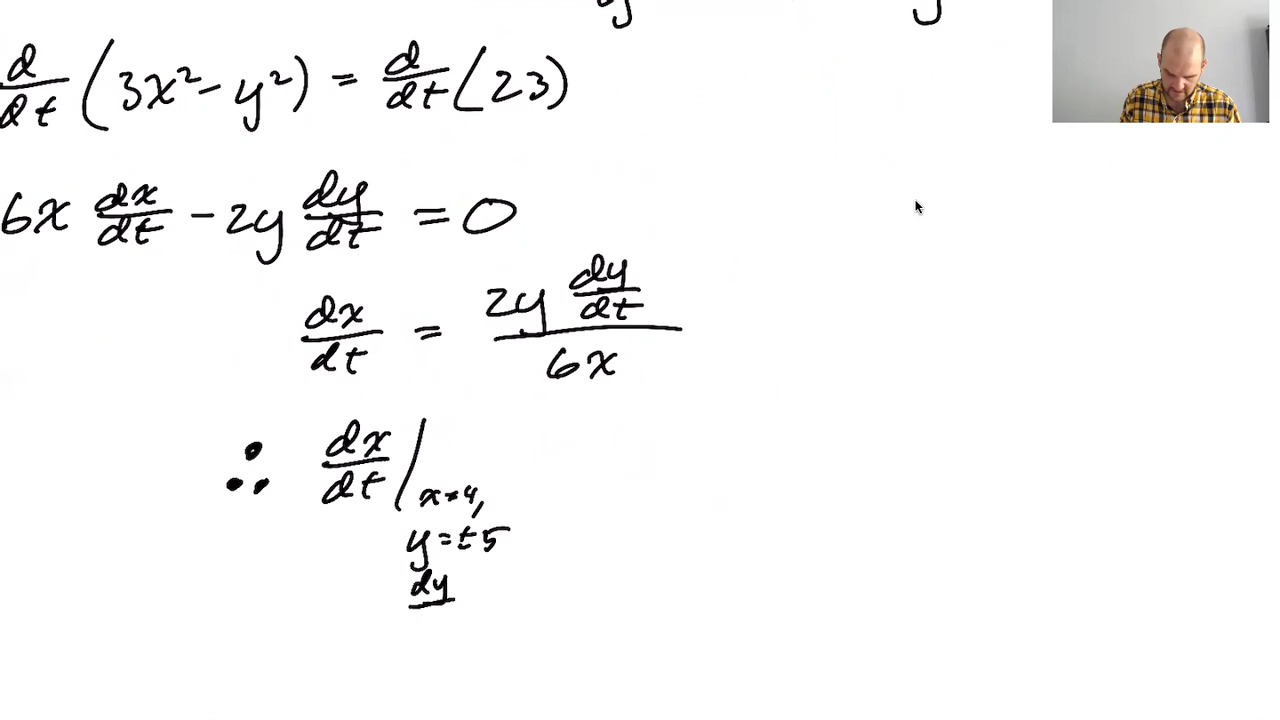 d/dt (3x² - y²) = d/dt (23)
6x dx/dt - 2y dy/dt = 0
dx/dt = 2y dy/dt / 6x
∴ dx/dt | x=4,
y=±5
dy